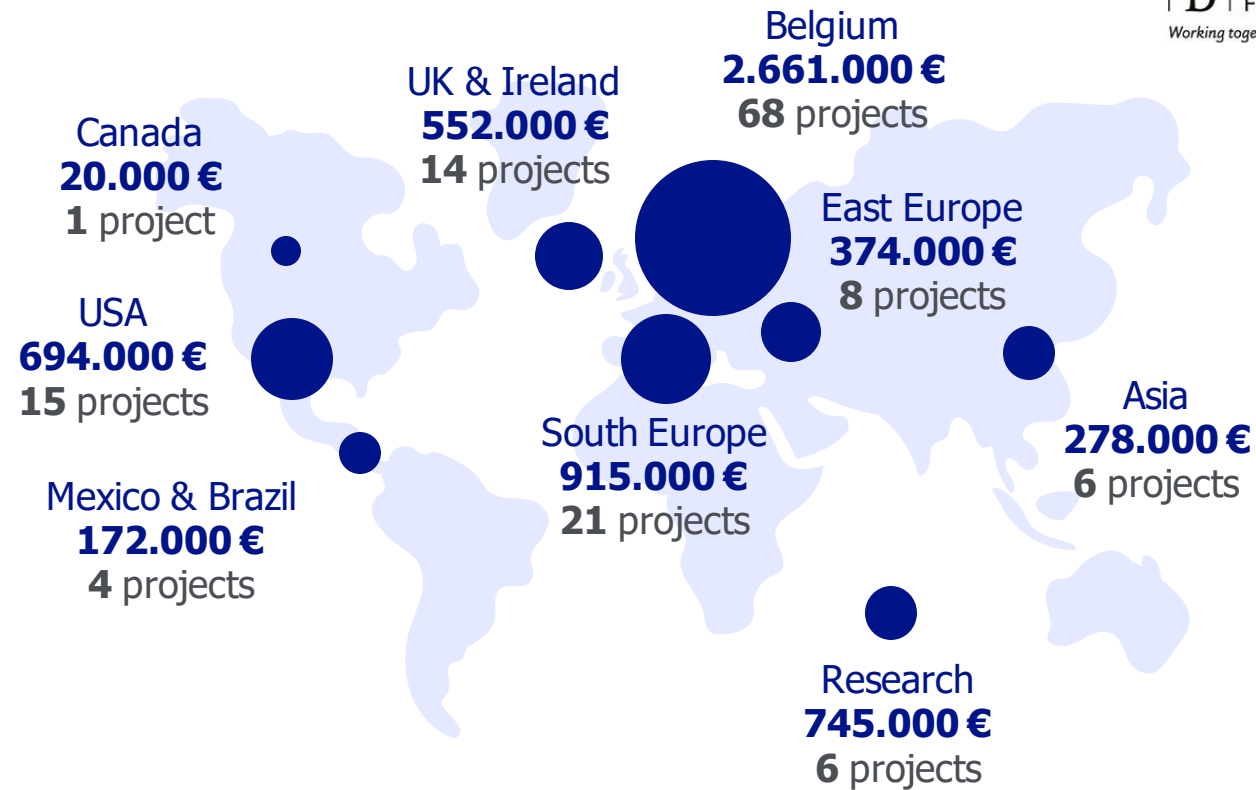 D F
Working toge
Belgium
2.661.000 €
68 projects
UK & Ireland
552.000 €
14 projects
Canada
20.000 €
1 project
East Europe
374.000 €
8 projects
USA
694.000 €
15 projects
Asia
278.000 €
6 projects
South Europe
915.000 €
21 projects
Mexico & Brazil
172.000 €
4 projects
Research
745.000 €
6 projects